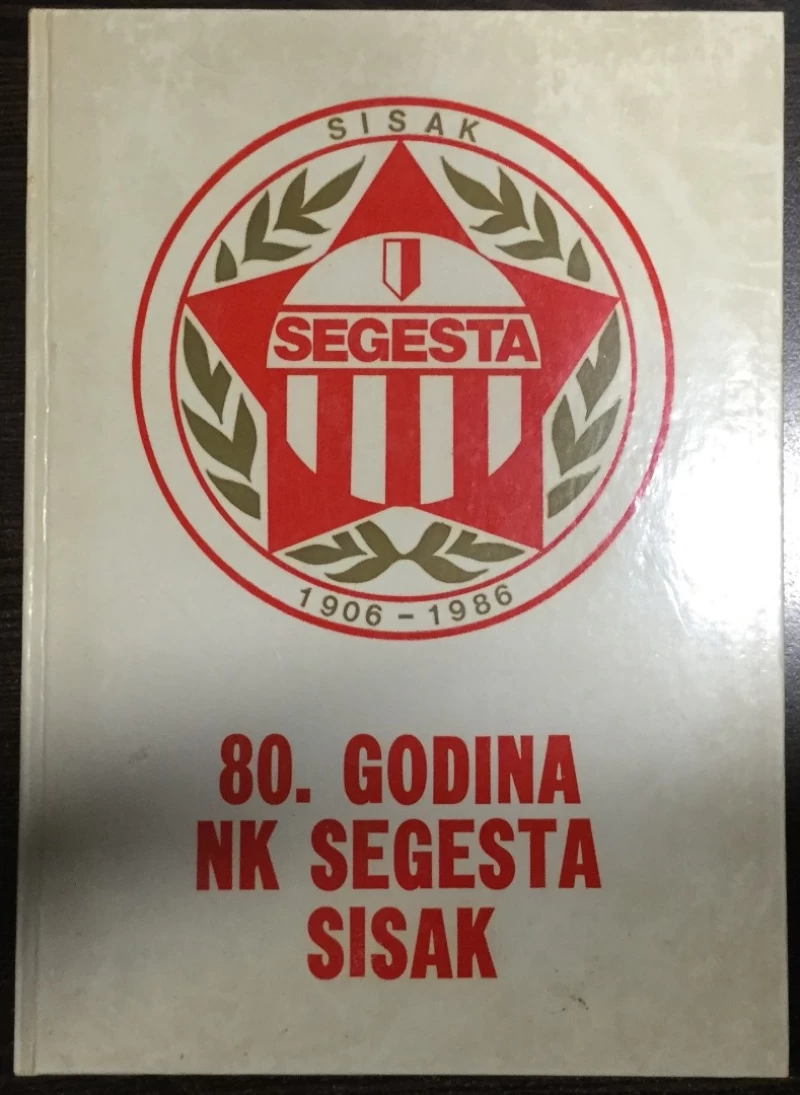 SISAK
SEGESTA
1906 - 1986
80. GODINA
NK SEGESTA
SISAK